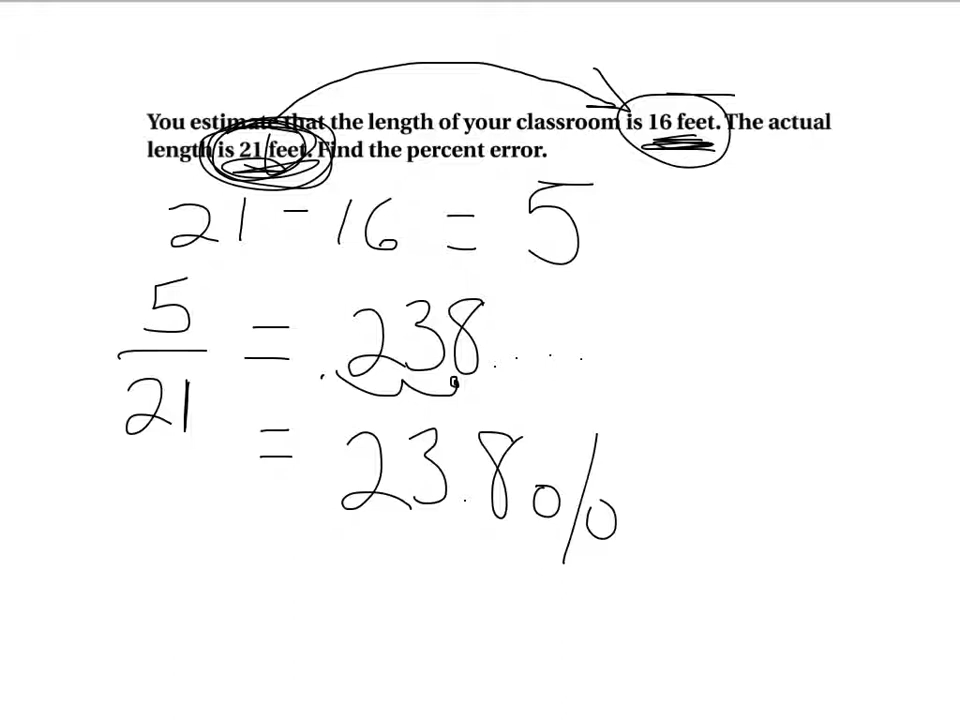 You estimate that the length of your classroom is 16 feet. The actual
length is 21 feet. Find the percent error.
21 - 16 = 5
5
21
= .238....
= 23.8%